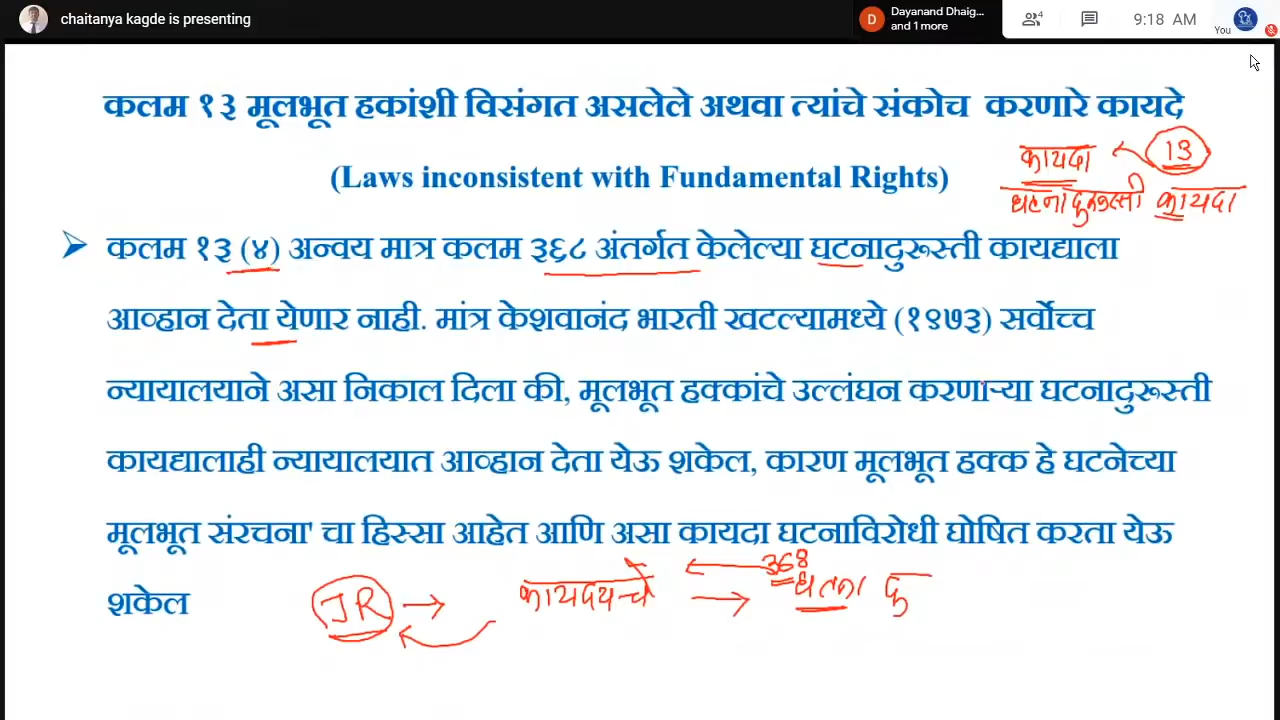 chaitanya kagde is presenting
D
Dayanand Dhaig...
and 1 more
4
9:18 AM
You
कलम १३ मूलभूत हकांशी विसंगत असलेले अथवा त्यांचे संकोच करणारे कायदे
(Laws inconsistent with Fundamental Rights)
कायदा
13
घटनादुरुस्ती कायदा
कलम १३ (४) अन्वय मात्र कलम ३६८ अंतर्गत केलेल्या घटनादुरूस्ती कायद्याला
आव्हान देता येणार नाही. मांत्र केशवानंद भारती खटल्यामध्ये (१९७३) सर्वोच्च
न्यायालयाने असा निकाल दिला की, मूलभूत हक्कांचे उल्लंघन करणाऱ्या घटनादुरूस्ती
कायद्यालाही न्यायालयात आव्हान देता येऊ शकेल, कारण मूलभूत हक्क हे घटनेच्या
मूलभूत संरचना' चा हिस्सा आहेत आणि असा कायदा घटनाविरोधी घोषित करता येऊ
शकेल
JR
368
दु